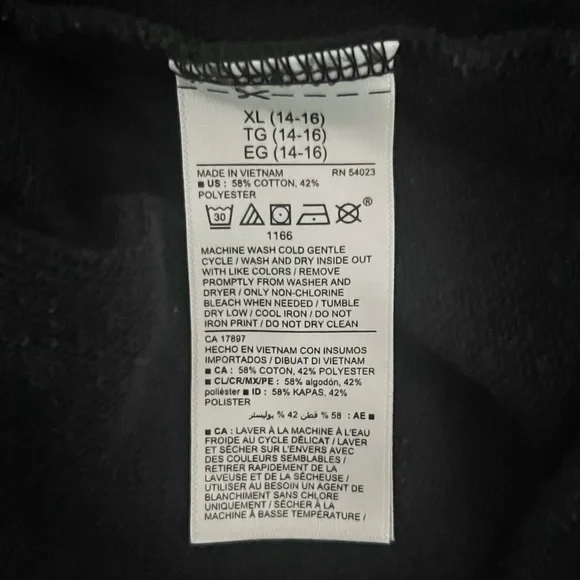 XL (14-16)
TG (14-16)
EG (14-16)
MADE IN VIETNAM RN 54023
■ US : 58% COTTON, 42%
POLYESTER
30 ®
1166
MACHINE WASH COLD GENTLE
CYCLE / WASH AND DRY INSIDE OUT
WITH LIKE COLORS / REMOVE
PROMPTLY FROM WASHER AND
DRYER / ONLY NON-CHLORINE
BLEACH WHEN NEEDED / TUMBLE
DRY LOW / COOL IRON / DO NOT
IRON PRINT / DO NOT DRY CLEAN
CA 17897
HECHO EN VIETNAM CON INSUMOS
IMPORTADOS / DIBUAT DI VIETNAM
■ CA : 58% COTON, 42% POLYESTER
■ CL/CR/MX/PE : 58% algodón, 42%
poliéster ■ ID : 58% KAPAS, 42%
POLISTER
■ AE : 58 % قطن 42 % بوليستر
■ CA : LAVER À LA MACHINE À L'EAU
FROIDE AU CYCLE DÉLICAT / LAVER
ET SÉCHER SUR L'ENVERS AVEC
DES COULEURS SEMBLABLES /
RETIRER RAPIDEMENT DE LA
LAVEUSE ET DE LA SÉCHEUSE /
UTILISER AU BESOIN UN AGENT DE
BLANCHIMENT SANS CHLORE
UNIQUEMENT / SÉCHER À LA
MACHINE À BASSE TEMPÉRATURE /